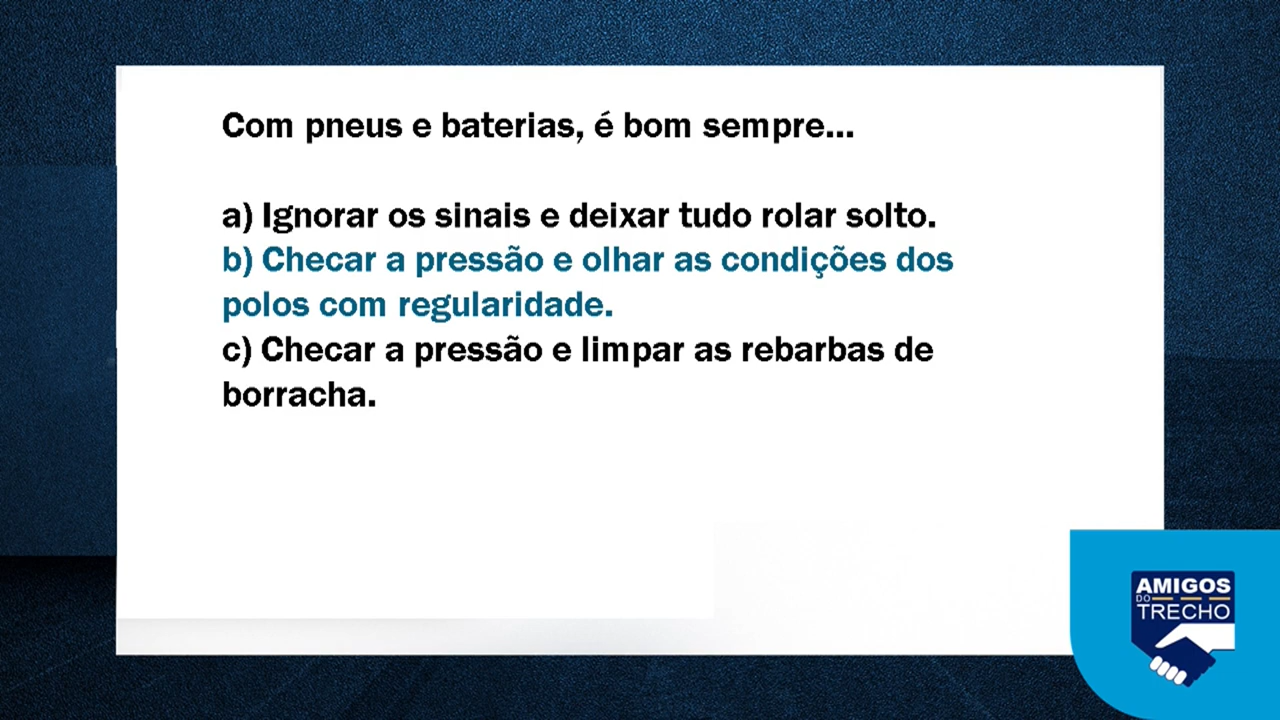 Com pneus e baterias, é bom sempre...
a) Ignorar os sinais e deixar tudo rolar solto.
b) Checar a pressão e olhar as condições dos
polos com regularidade.
c) Checar a pressão e limpar as rebarbas de
borracha.
AMIGOS
DO
TRECHO